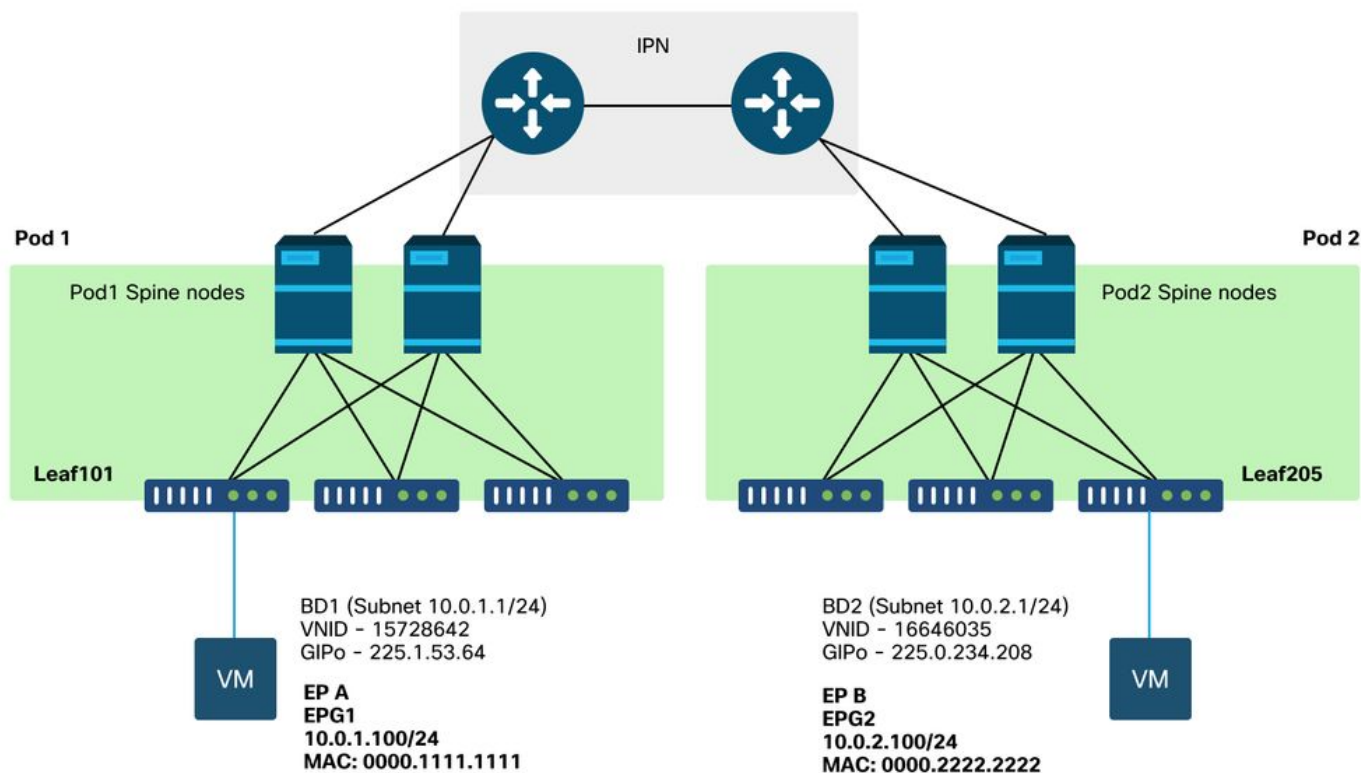 IPN
Pod 1
Pod 2
Pod1 Spine nodes
Pod2 Spine nodes
Leaf101
Leaf205
VM
BD1 (Subnet 10.0.1.1/24)
VNID - 15728642
GIPo - 225.1.53.64
EP A
EPG1
10.0.1.100/24
MAC: 0000.1111.1111
BD2 (Subnet 10.0.2.1/24)
VNID - 16646035
GIPo - 225.0.234.208
EP B
EPG2
10.0.2.100/24
MAC: 0000.2222.2222
VM